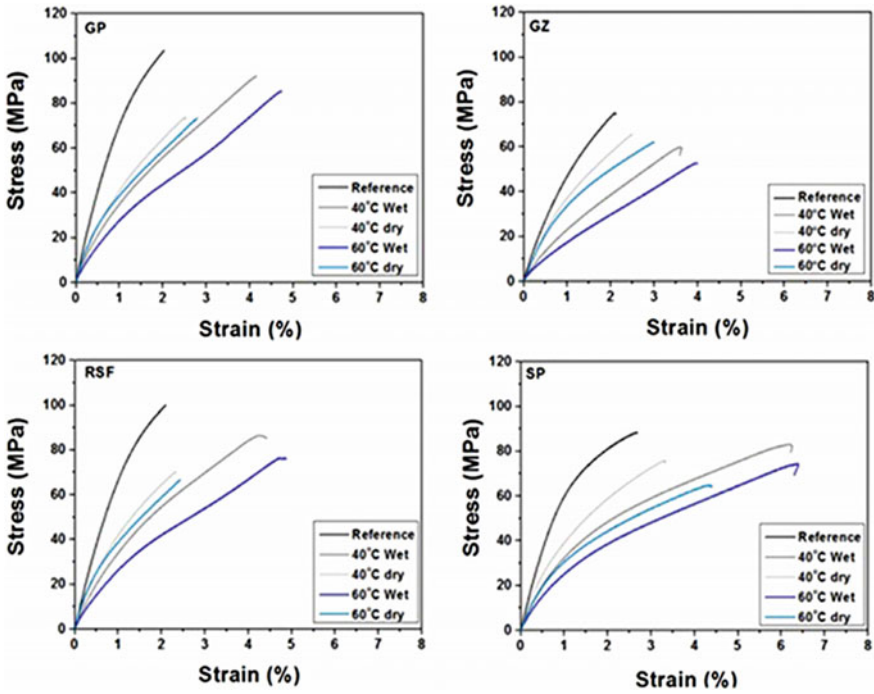 GP
Stress (MPa)
120
100
80
60
40
20
0
Reference
40°C Wet
40°C dry
60°C Wet
60°C dry
0 1 2 3 4 5 6 7 8
Strain (%)
GZ
Stress (MPa)
120
100
80
60
40
20
0
Reference
40°C Wet
40°C dry
60°C Wet
60°C dry
0 1 2 3 4 5 6 7 8
Strain (%)
RSF
Stress (MPa)
120
100
80
60
40
20
0
Reference
40°C Wet
40°C dry
60°C Wet
60°C dry
0 1 2 3 4 5 6 7 8
Strain (%)
SP
Stress (MPa)
120
100
80
60
40
20
0
Reference
40°C Wet
40°C dry
60°C Wet
60°C dry
0 1 2 3 4 5 6 7 8
Strain (%)